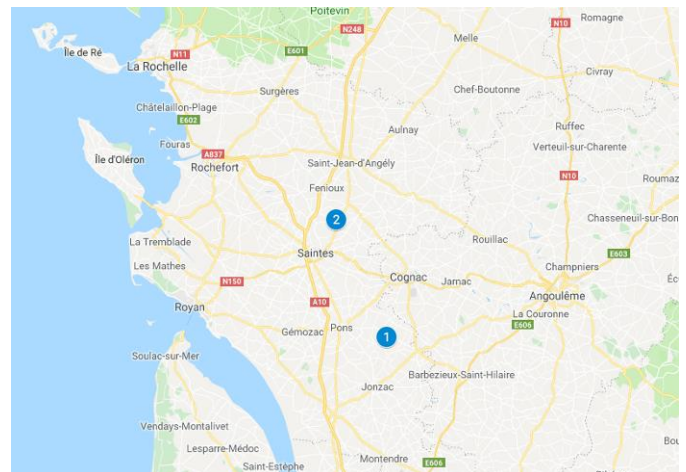 Poitevin
Romagne
N10
N248
Île de Ré
Melle
N11
E601
La Rochelle
Civray
Surgères
Chef-Boutonne
Châtelaillon-Plage
E602
Ruffec
Aulnay
Fouras
Verteuil-sur-Charente
A837
Île d'Oléron
Saint-Jean-d'Angély
Rochefort
N10
Roumaz
Fenioux
2
Chasseneuil-sur-Bon
La Tremblade
Rouillac
Saintes
E603
Les Mathes
Champniers
N150
Cognac
Jarnac
Éc
Angoulême
A10
Royan
La Couronne
E606
Gémozac
Pons
1
Soulac-sur-Mer
Barbezieux-Saint-Hilaire
Jonzac
Vendays-Montalivet
Bou
Lesparre-Médoc
Montendre
E606
Saint-Estèphe